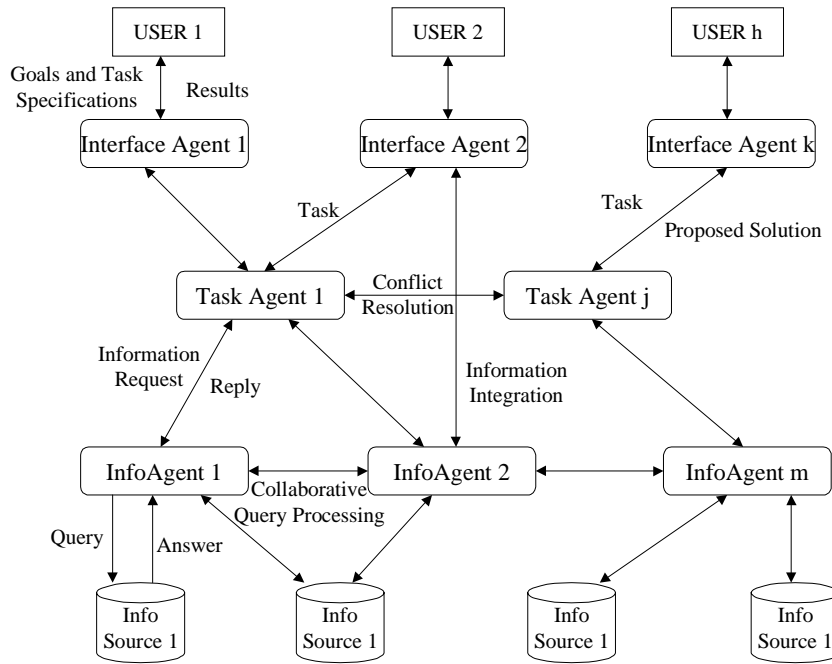 USER 1
USER 2
USER h
Goals and Task
Specifications
Results
Interface Agent 1
Interface Agent 2
Interface Agent k
Task
Task
Proposed Solution
Task Agent 1
Conflict
Resolution
Task Agent j
Information
Request
Reply
Information
Integration
InfoAgent 1
InfoAgent 2
InfoAgent m
Collaborative
Query Processing
Query
Answer
Info
Source 1
Info
Source 1
Info
Source 1
Info
Source 1